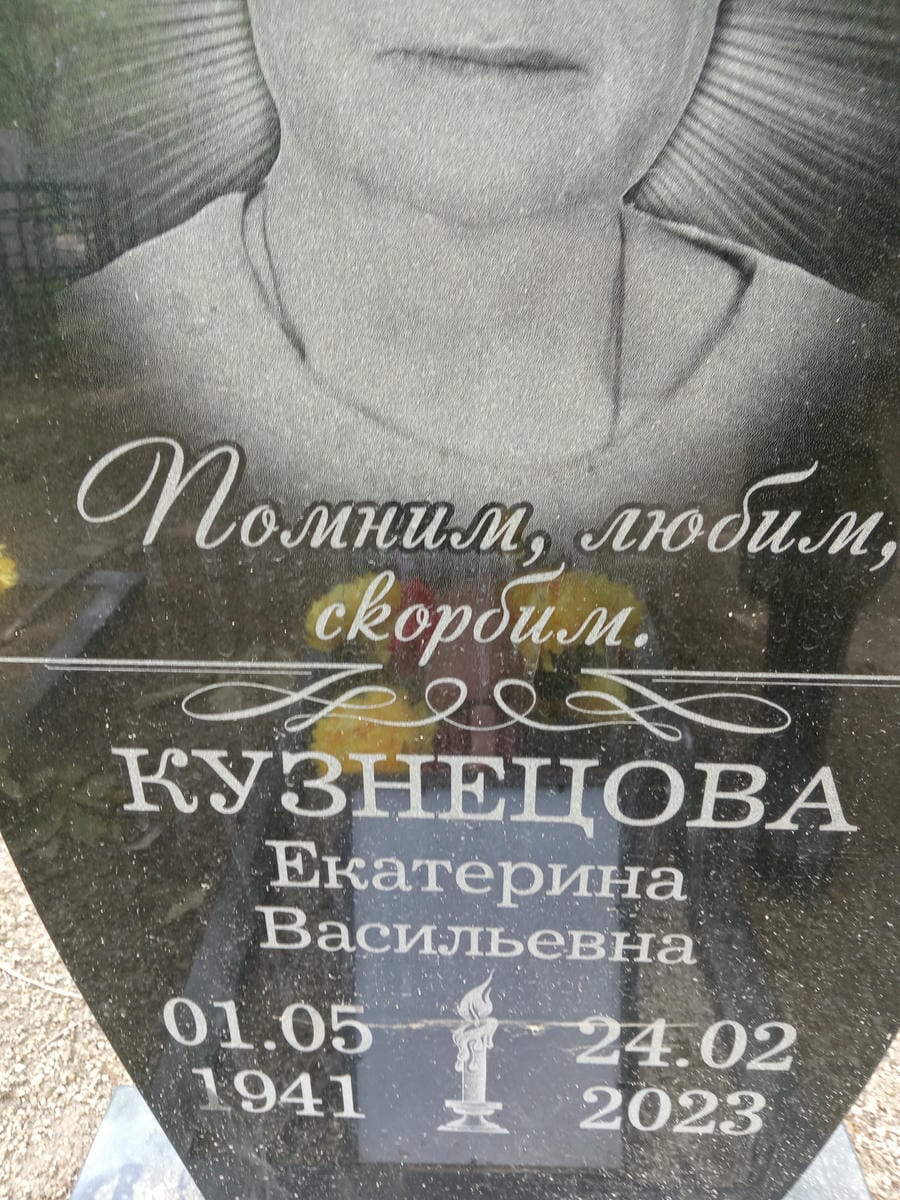 Помним, любим,
скорбим.
КУЗНЕЦОВА
Екатерина
Васильевна
01.05 24.02
1941 2023